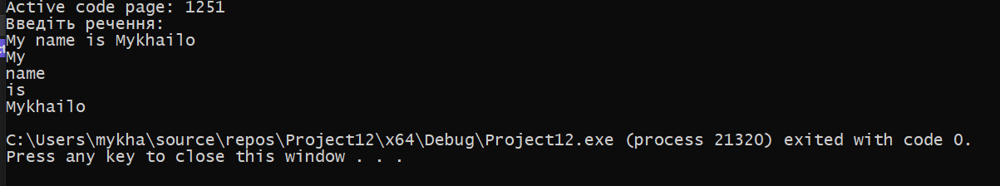 Active code page: 1251
Введіть речення:
My name is Mykhailo
My
name
is
Mykhailo
C:\Users\mykha\source\repos\Project12\x64\Debug\Project12.exe (process 21320) exited with code 0.
Press any key to close this window . . .